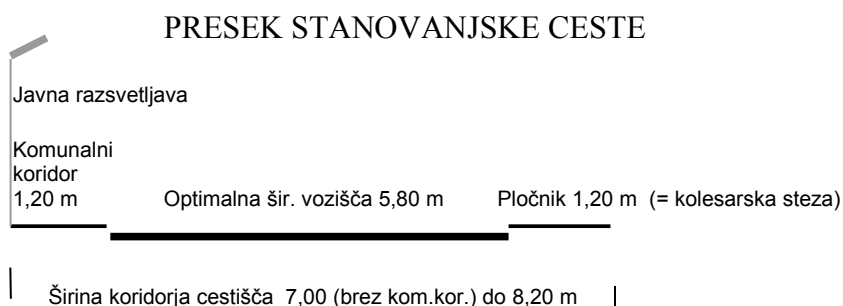 PRESEK STANOVANJSKE CESTE
Javna razsvetljava
Komunalni
koridor
1,20 m Optimalna šir. vozišča 5,80 m Pločnik 1,20 m (= kolesarska steza)
Širina koridorja cestišča 7,00 (brez kom.kor.) do 8,20 m